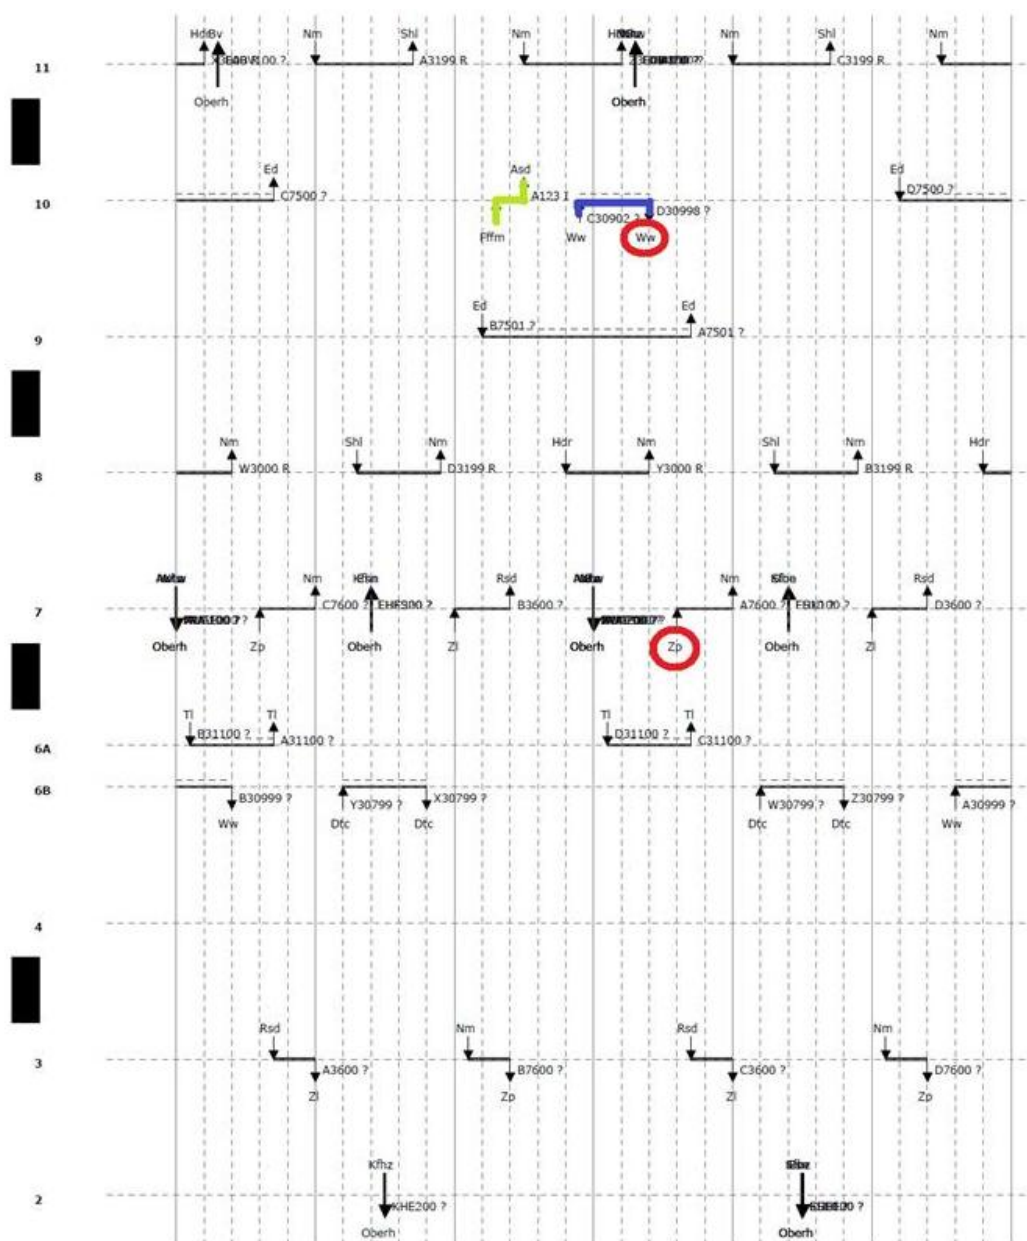 Nm Shl Nm Nm Shl Nm
11 A3199 R C3199 R
Oberh Oberh
Ed Asd Ed
10 C7500 ? A123 I C30902 ? D30998 ? D7500 ?
Fffm Ww Ww
Ed Ed
9 B7501 ? A7501 ?
Nm Shl Nm Hdr Nm Shl Nm Hdr
8 W3000 R D3199 R Y3000 R B3199 R
Nm Rsd Nm Rsd
7 C7600 ? B3600 ? A7600 ? D3600 ?
Oberh Zp Oberh Zl Oberh Zp Oberh Zl
Tl Tl Tl Tl
6A B31100 ? A31100 ? D31100 ? C31100 ?
6B B30999 ? Y30799 ? X30799 ? W30799 ? Z30799 ? A30999 ?
Ww Dtc Dtc Dtc Dtc Ww
4
Rsd Nm Rsd Nm
3 A3600 ? B7600 ? C3600 ? D7600 ?
Zl Zp Zl Zp
Kfhz
2 KHE200 ?
Oberh Oberh